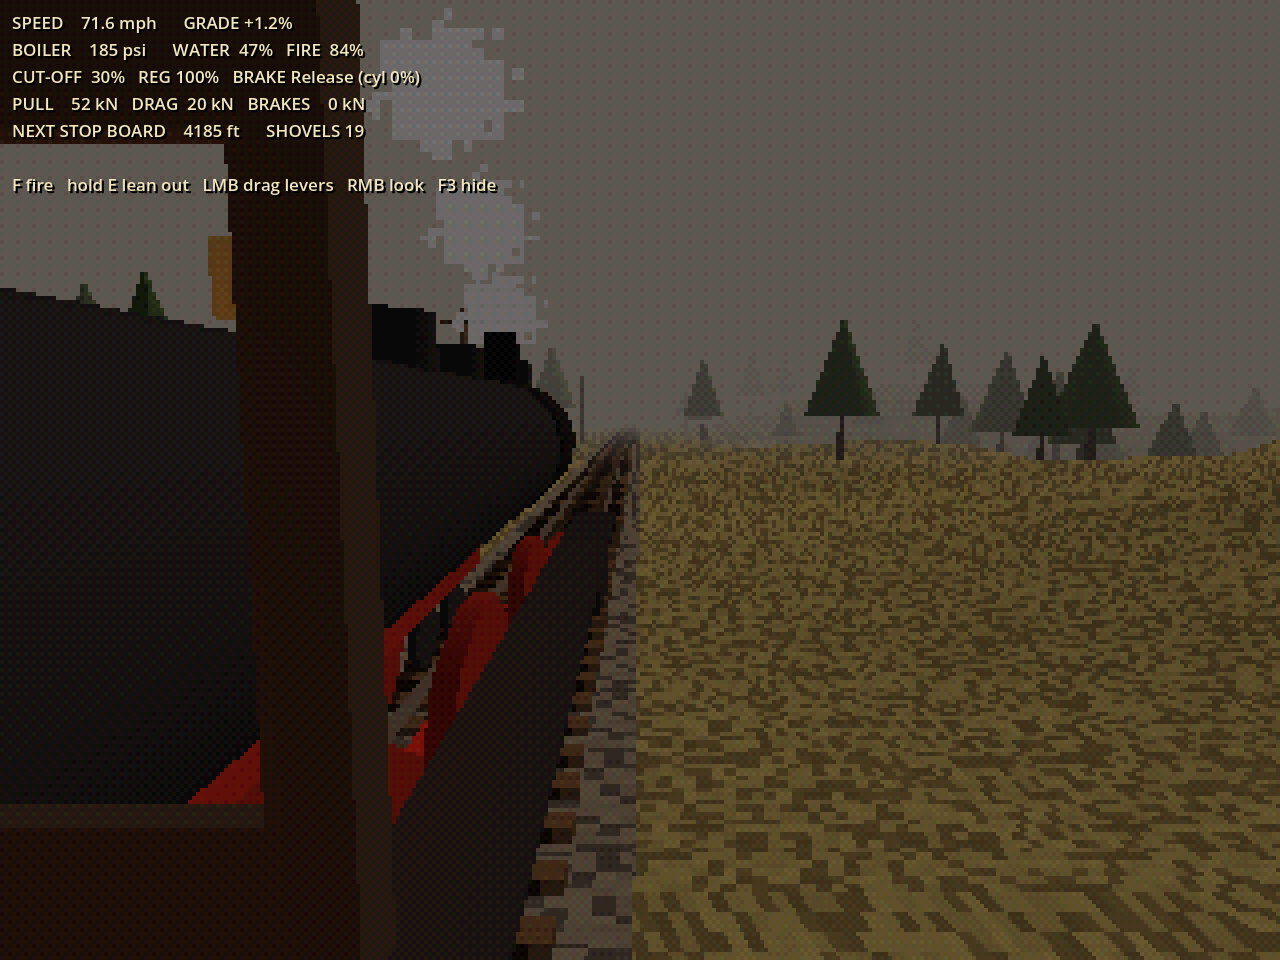 SPEED 71.6 mph GRADE +1.2%
BOILER 185 psi WATER 47% FIRE 84%
CUT-OFF 30% REG 100% BRAKE Release (cyl 0%)
PULL 52 kN DRAG 20 kN BRAKES 0 kN
NEXT STOP BOARD 4185 ft SHOVELS 19
F fire hold E lean out LMB drag levers RMB look F3 hide